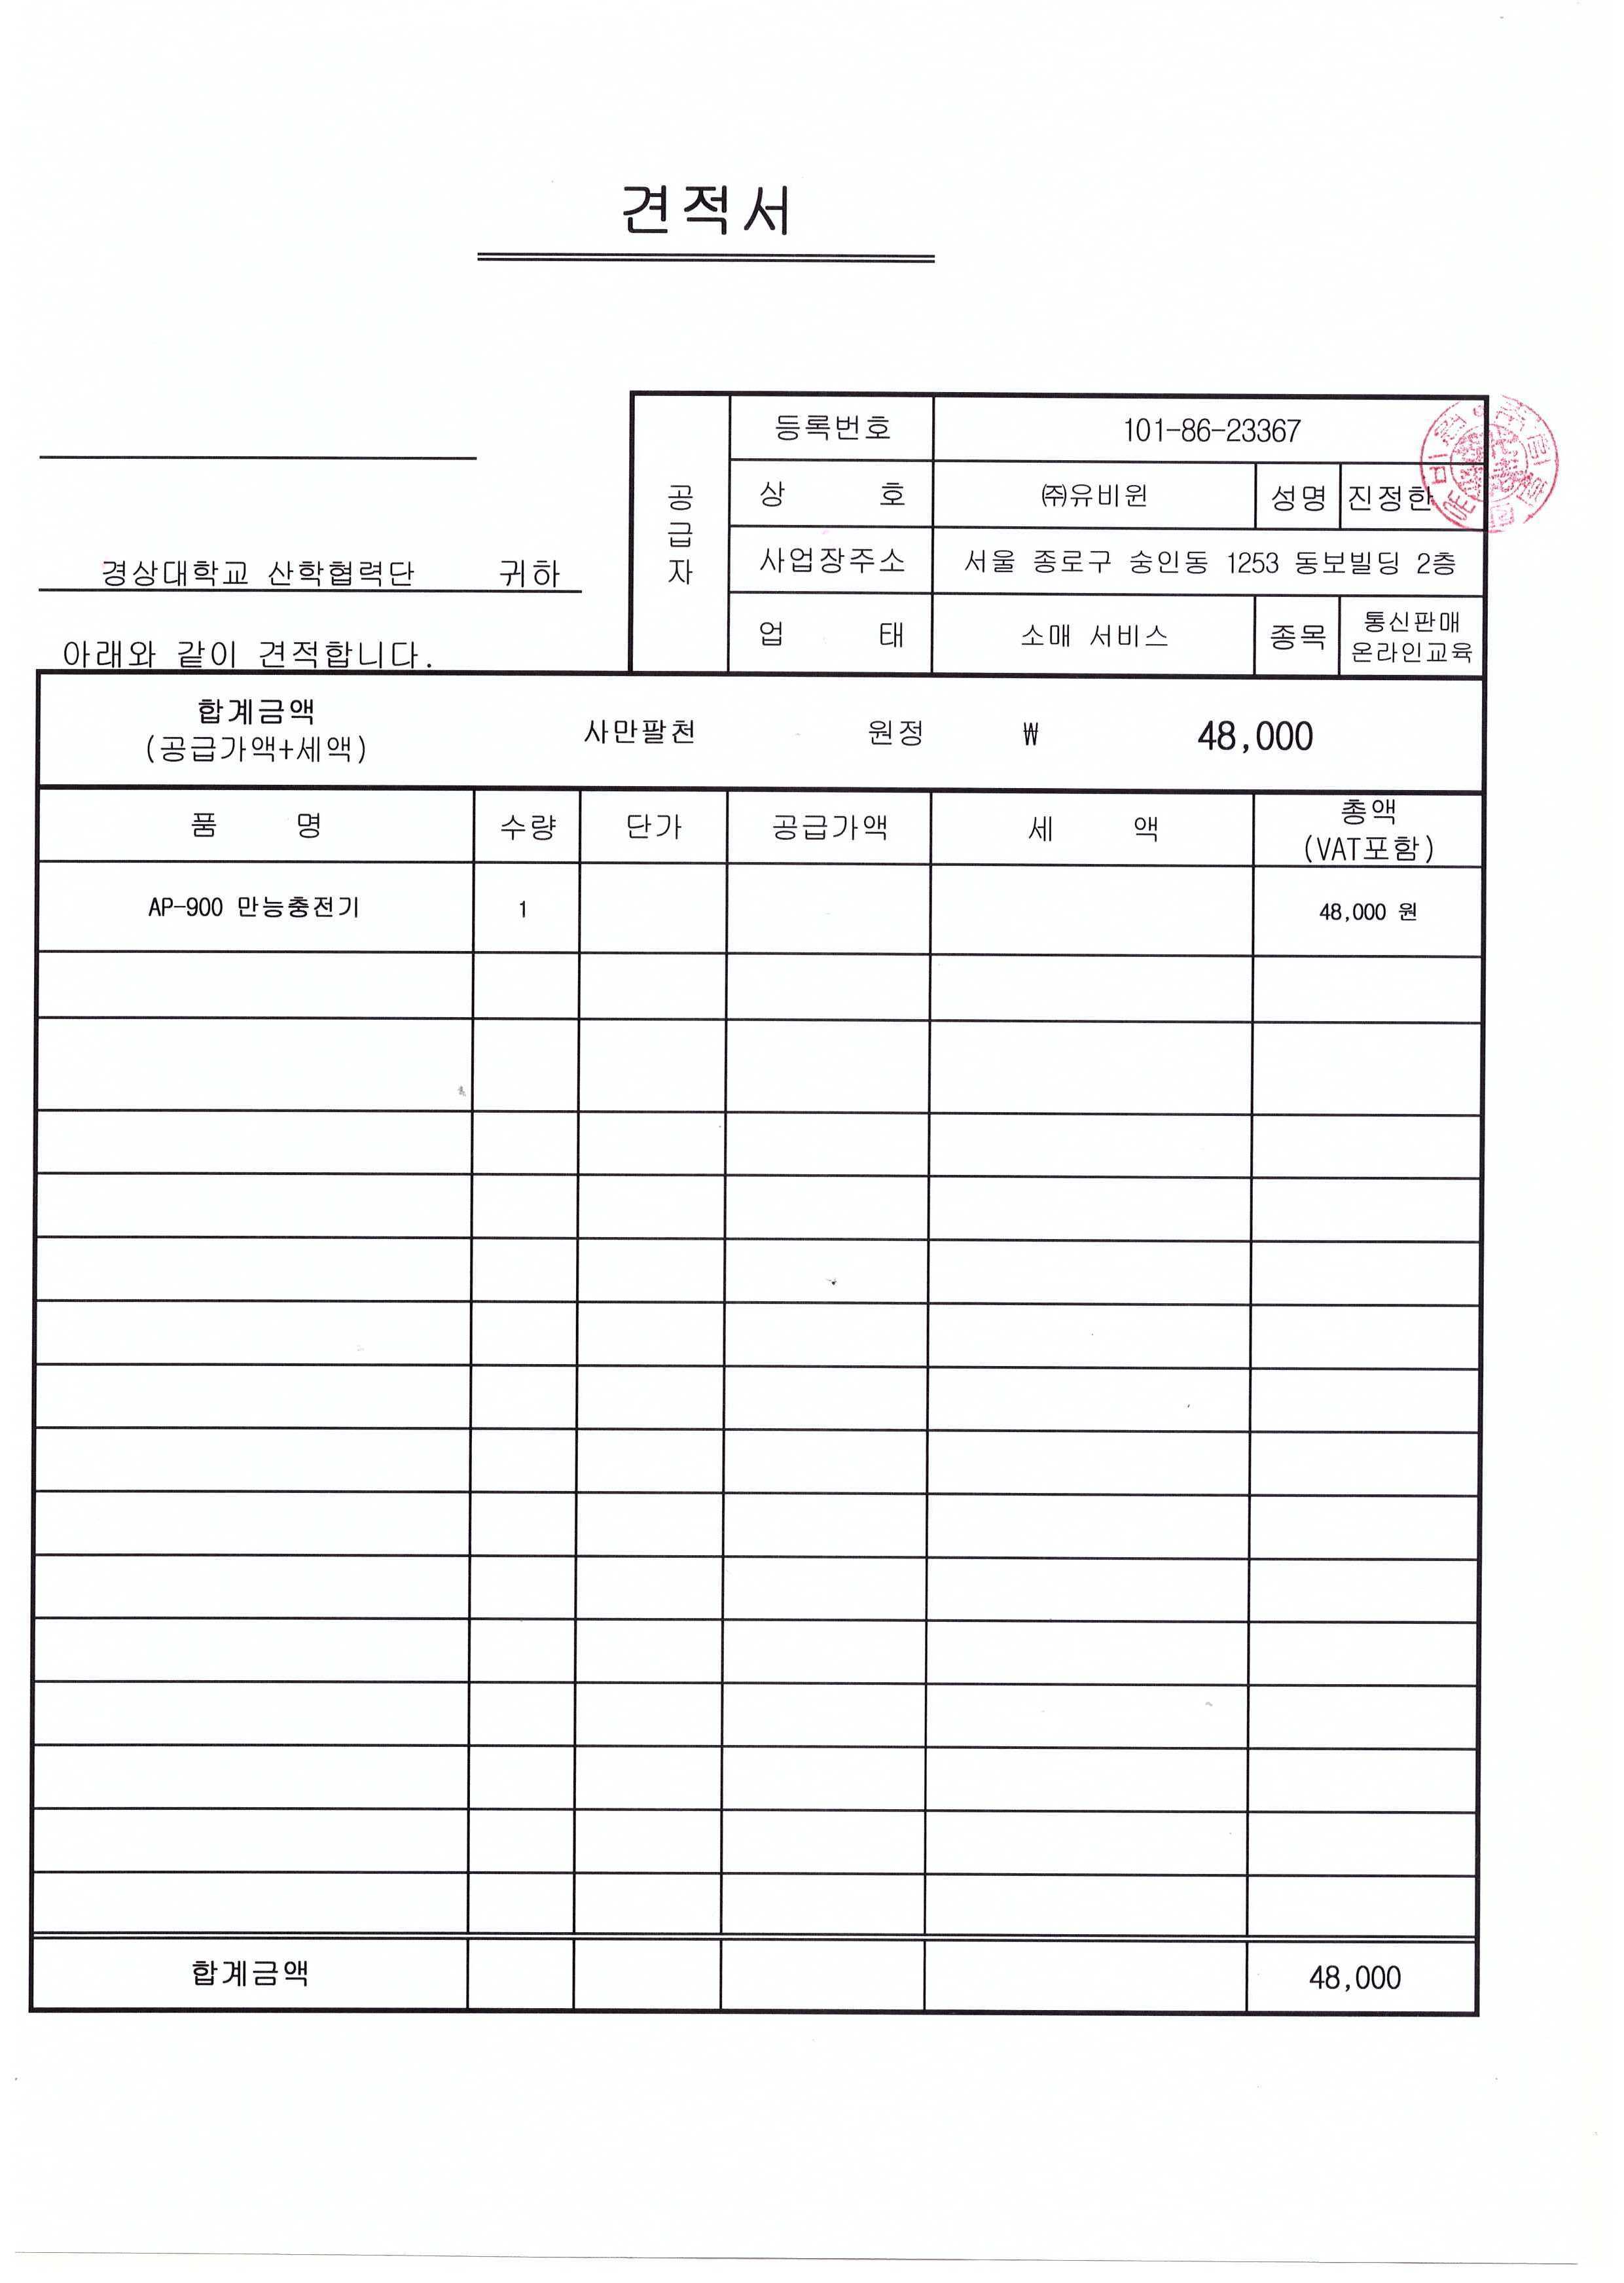 견적서
등록번호 101-86-23367
공급자
상 호 ㈜유비윈 성명 진정한
사업장주소 서울 종로구 숭인동 1253 동보빌딩 2층
경상대학교 산학협력단 귀하
업 태 소매 서비스 종목 통신판매
온라인교육
아래와 같이 견적합니다.
합계금액
(공급가액+세액)
사만팔천 원정 ₩ 48,000
품 명 수량 단가 공급가액 세 액 총액
(VAT포함)
AP-900 만능충전기 1 48,000 원
합계금액 48,000